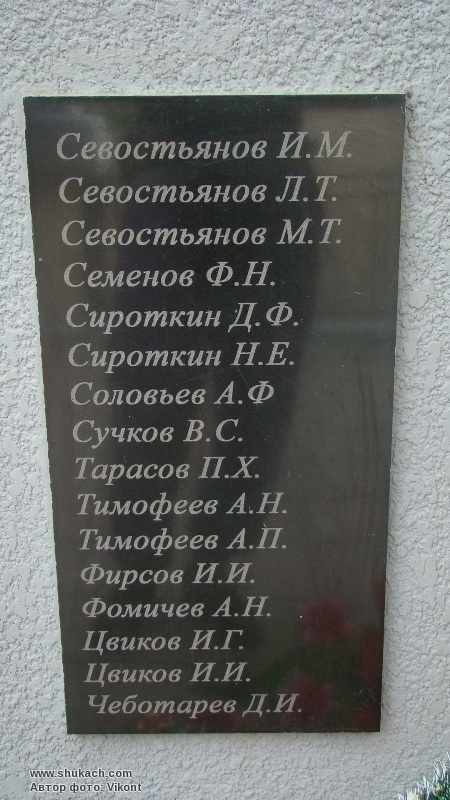 Севостьянов И.М.
Севостьянов Л.Т.
Севостьянов М.Т.
Семенов Ф.Н.
Сироткин Д.Ф.
Сироткин Н.Е.
Соловьев А.Ф
Сучков В.С.
Тарасов П.Х.
Тимофеев А.Н.
Тимофеев А.П.
Фирсов И.И.
Фомичев А.Н.
Цвиков И.Г.
Цвиков И.И.
Чеботарев Д.И.
www.shukach.com
Автор фото: Vikont